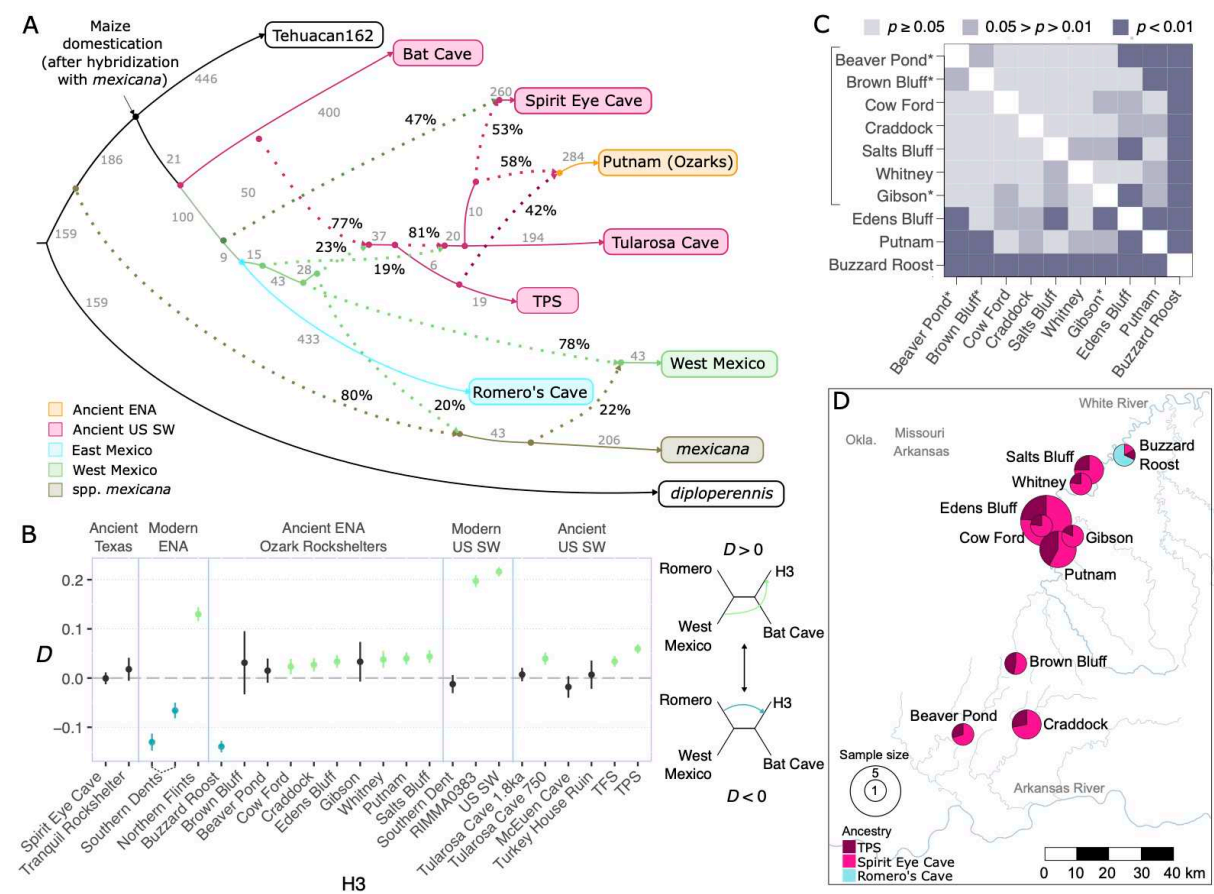 A
Maize
domestication
(after hybridization
with mexicana)
Tehuacan162
446
Bat Cave
400
186
21
47%
260
Spirit Eye Cave
53%
58%
284
Putnam (Ozarks)
50
100
42%
10
77%
37
81%
20
194
Tularosa Cave
159
23%
9
15
19%
6
43
28
19
TPS
159
433
78%
43
West Mexico
Romero's Cave
80%
20%
22%
43
206
mexicana
diploperennis
Ancient ENA
Ancient US SW
East Mexico
West Mexico
spp. mexicana
B
Ancient
Texas
Modern
ENA
Ancient ENA
Ozark Rockshelters
Modern
US SW
Ancient
US SW
D
0.2
0.1
0.0
−0.1
Spirit Eye Cave
Tranquil Rockshelter
Southern Dents
Northern Flints
Buzzard Roost
Brown Bluff
Beaver Pond
Cow Ford
Craddock
Edens Bluff
Gibson
Whitney
Putnam
Salts Bluff
Southern Dent
RIMMA0383
US SW
Tularosa Cave 1.8ka
Tularosa Cave 750
McEuen Cave
Turkey House Ruin
TFS
TPS
H3
D > 0
Romero
H3
West
Mexico
Bat Cave
Romero
H3
West
Mexico
Bat Cave
D < 0
C
p ≥ 0.05
0.05 > p > 0.01
p < 0.01
Beaver Pond*
Brown Bluff*
Cow Ford
Craddock
Salts Bluff
Whitney
Gibson*
Edens Bluff
Putnam
Buzzard Roost
Beaver Pond*
Brown Bluff*
Cow Ford
Craddock
Salts Bluff
Whitney
Gibson*
Edens Bluff
Putnam
Buzzard Roost
D
White River
Okla.
Missouri
Arkansas
Buzzard
Roost
Salts Bluff
Whitney
Edens Bluff
Cow Ford
Gibson
Putnam
Brown Bluff
Beaver Pond
Craddock
Sample size
5
1
Arkansas River
Ancestry
TPS
Spirit Eye Cave
Romero's Cave
0 10 20 30 40 km